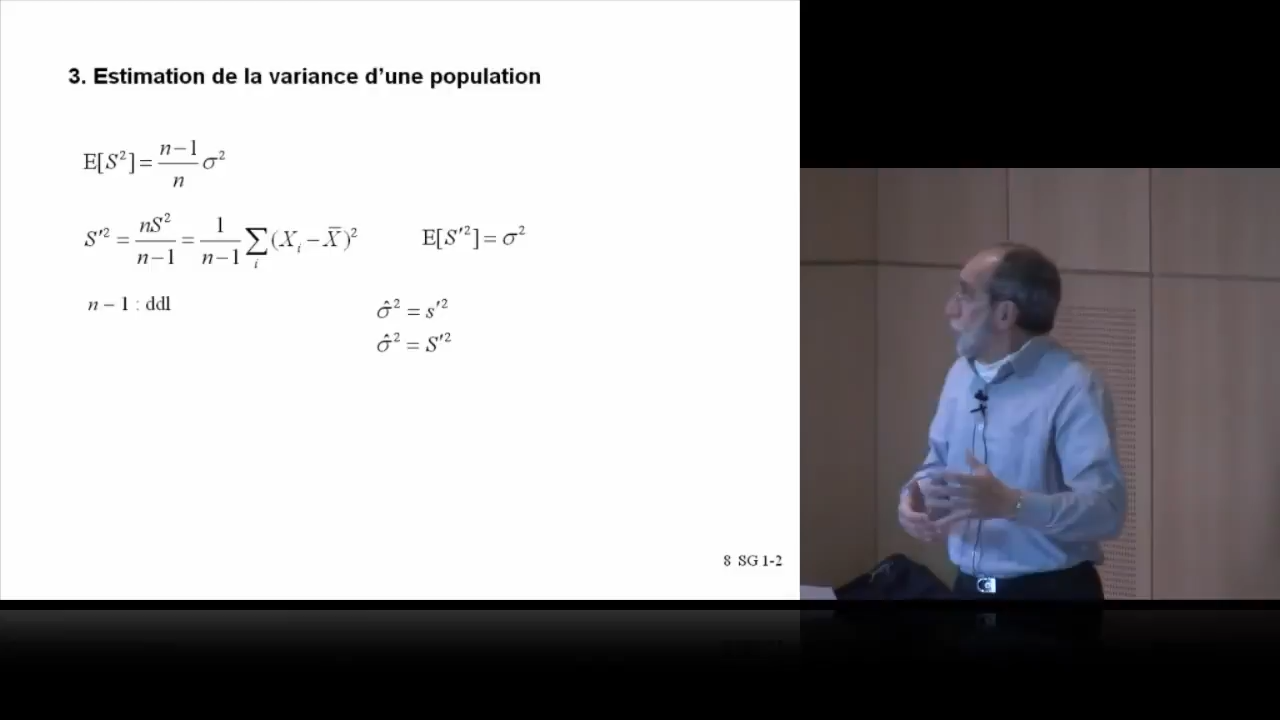 3. Estimation de la variance d’une population
E[S²] = n−1/n σ²
S′² = nS²/n−1 = 1/n−1 ∑i (Xi − X̄)² E[S′²] = σ²
n − 1 : ddl
σ̂² = s′²
σ̂² = S′²
8 SG 1-2